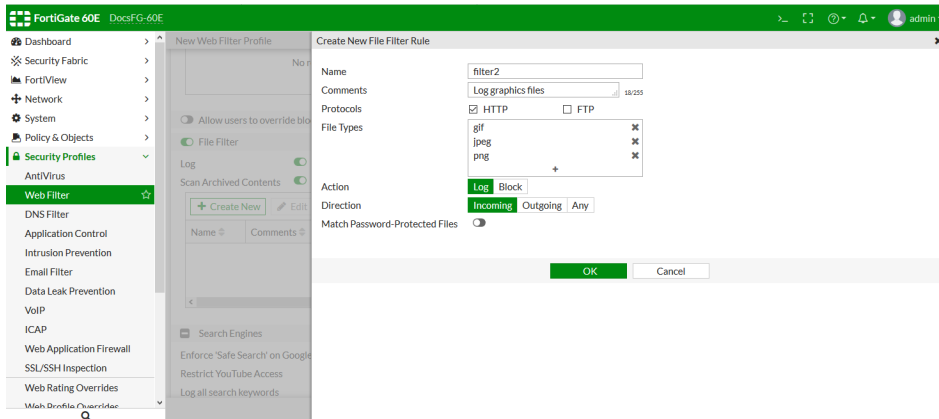 FortiGate 60E DocsFG-60E
>_ admin
Dashboard
Security Fabric
FortiView
Network
System
Policy & Objects
Security Profiles
AntiVirus
Web Filter
DNS Filter
Application Control
Intrusion Prevention
Email Filter
Data Leak Prevention
VoIP
ICAP
Web Application Firewall
SSL/SSH Inspection
Web Rating Overrides
Web Profile Overrides
New Web Filter Profile
No r
Allow users to override blo
File Filter
Log
Scan Archived Contents
+ Create New Edit
Name Comments
Search Engines
Enforce 'Safe Search' on Google
Restrict YouTube Access
Log all search keywords
Create New File Filter Rule
Name filter2
Comments Log graphics files 18/255
Protocols HTTP FTP
File Types gif
jpeg
png
+
Action Log Block
Direction Incoming Outgoing Any
Match Password-Protected Files
OK Cancel